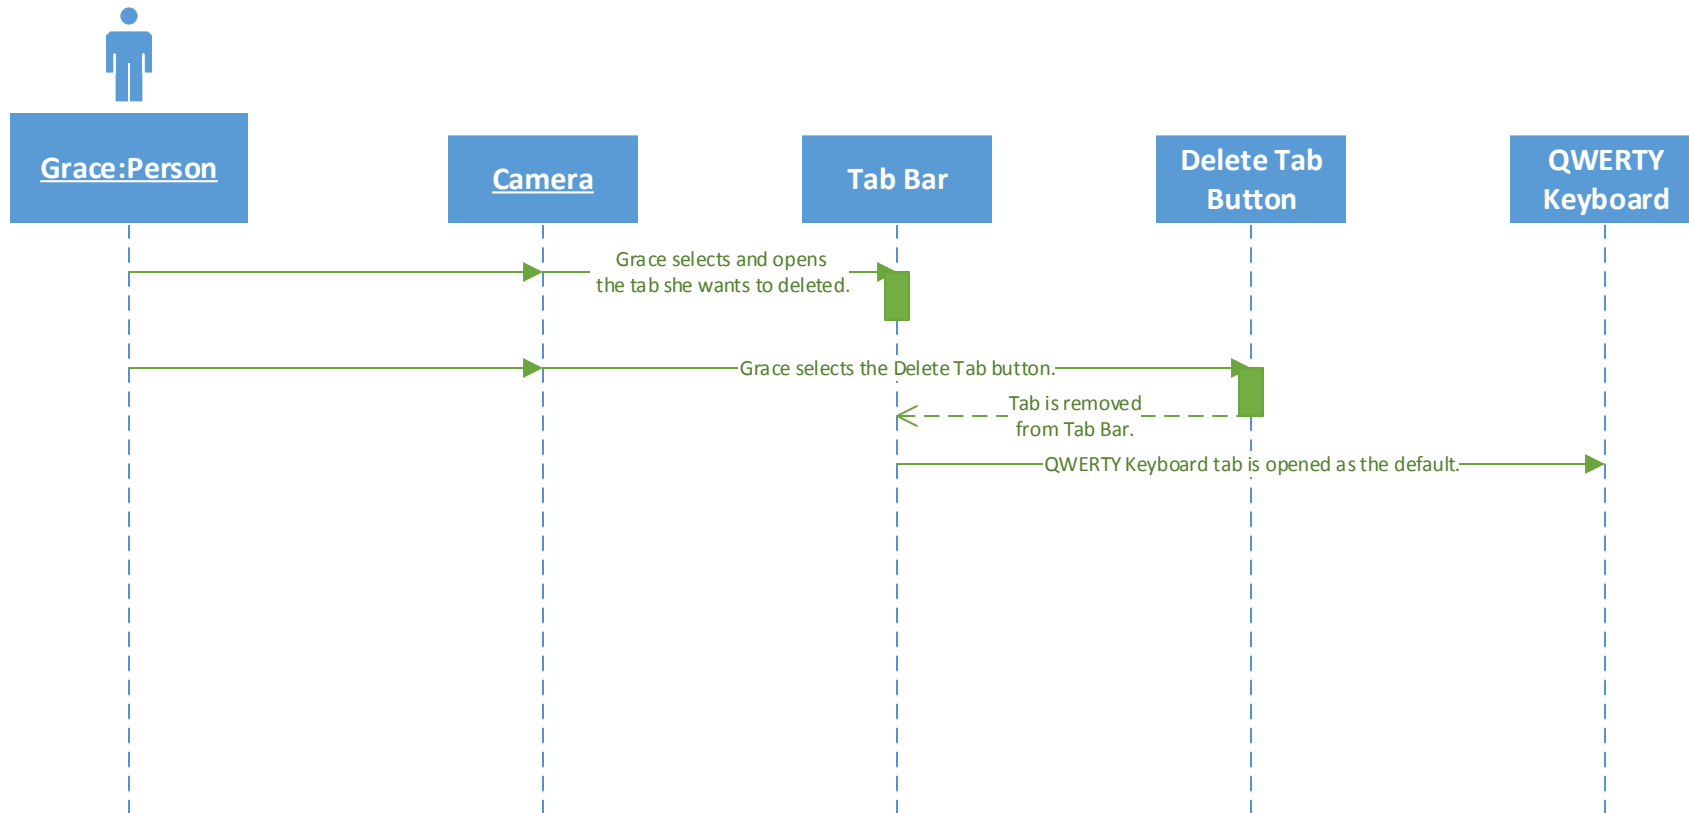 Grace:Person
Camera
Tab Bar
Delete Tab
Button
QWERTY
Keyboard
Grace selects and opens
the tab she wants to deleted.
Grace selects the Delete Tab button.
Tab is removed
from Tab Bar.
QWERTY Keyboard tab is opened as the default.